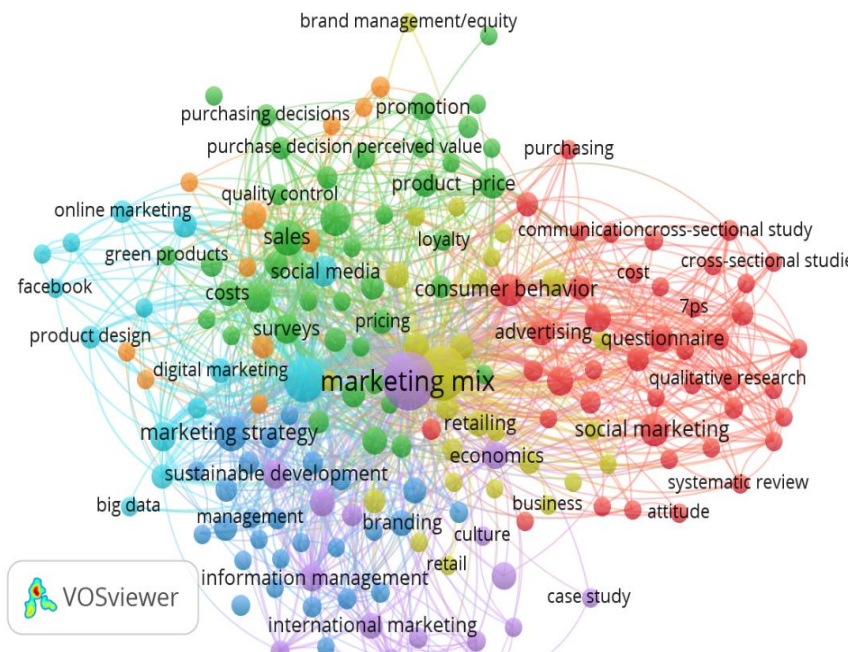 brand management/equity
purchasing decisions
promotion
purchase decision
perceived value
purchasing
quality control
product
price
online marketing
sales
loyalty
communication
cross-sectional study
green products
social media
cost
cross-sectional studie
facebook
costs
consumer behavior
7ps
product design
surveys
pricing
advertising
questionnaire
digital marketing
marketing mix
qualitative research
marketing strategy
retailing
social marketing
sustainable development
economics
systematic review
big data
management
branding
business
attitude
culture
retail
information management
case study
VOSviewer
international marketing